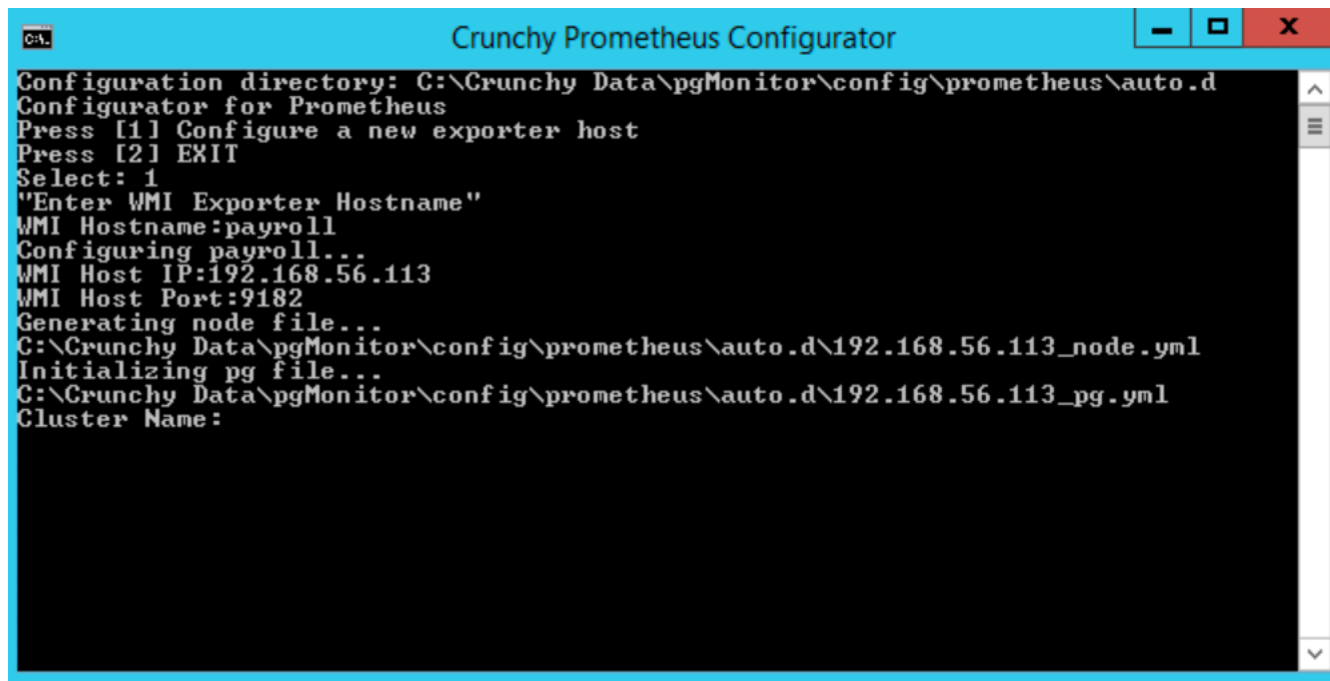 Crunchy Prometheus Configurator
Configuration directory: C:\Crunchy Data\pgMonitor\config\prometheus\auto.d
Configurator for Prometheus
Press [1] Configure a new exporter host
Press [2] EXIT
Select: 1
"Enter WMI Exporter Hostname"
WMI Hostname:payroll
Configuring payroll...
WMI Host IP:192.168.56.113
WMI Host Port:9182
Generating node file...
C:\Crunchy Data\pgMonitor\config\prometheus\auto.d\192.168.56.113_node.yml
Initializing pg file...
C:\Crunchy Data\pgMonitor\config\prometheus\auto.d\192.168.56.113_pg.yml
Cluster Name: